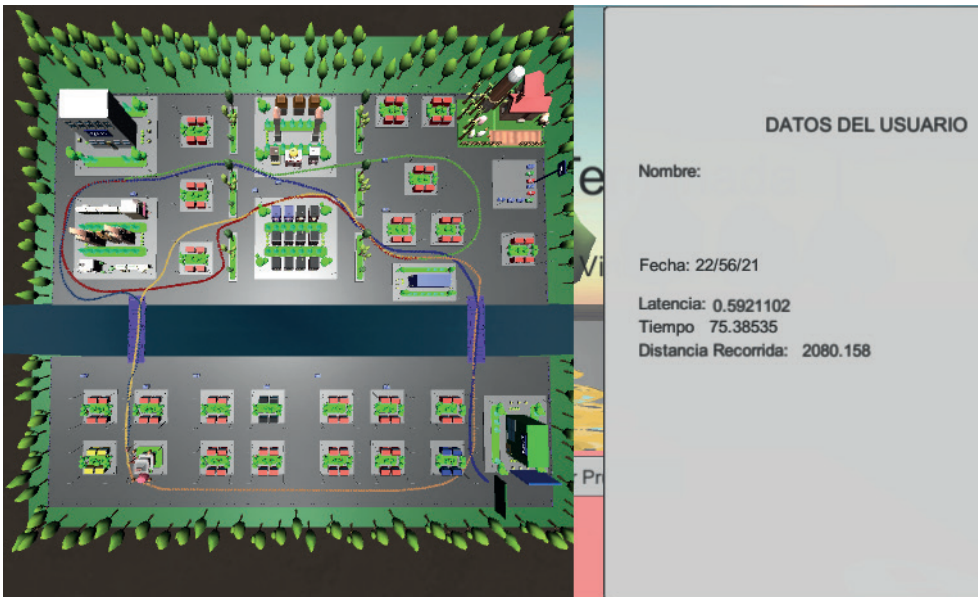 DATOS DEL USUARIO
Nombre:
Fecha: 22/56/21
Latencia: 0.5921102
Tiempo 75.38535
Distancia Recorrida: 2080.158